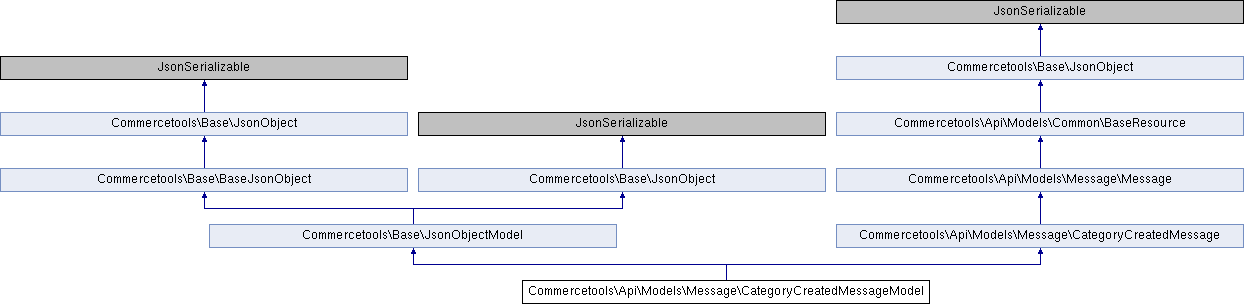 JsonSerializable
JsonSerializable
Commercetools\Base\JsonObject
Commercetools\Base\JsonObject
JsonSerializable
Commercetools\Api\Models\Common\BaseResource
Commercetools\Base\BaseJsonObject
Commercetools\Base\JsonObject
Commercetools\Api\Models\Message\Message
Commercetools\Base\JsonObjectModel
Commercetools\Api\Models\Message\CategoryCreatedMessage
Commercetools\Api\Models\Message\CategoryCreatedMessageModel